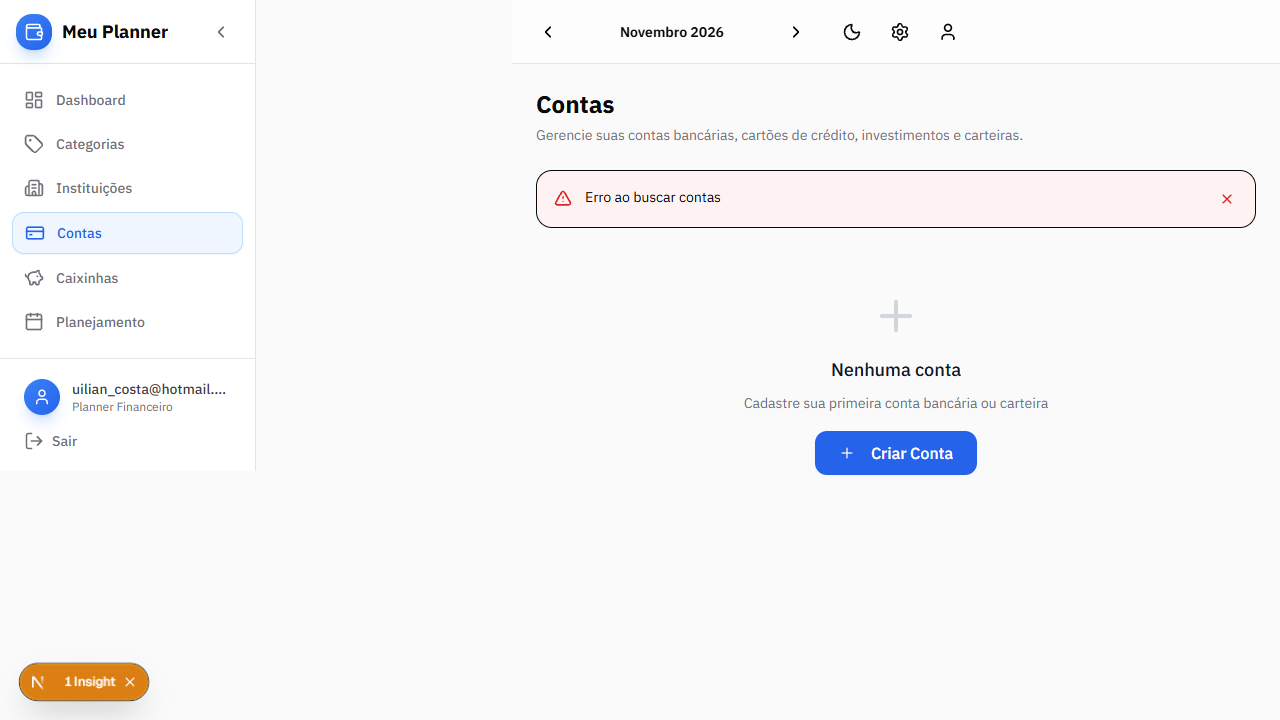 Meu Planner
Dashboard
Categorias
Instituições
Contas
Caixinhas
Planejamento
uilian_costa@hotmail....
Planner Financeiro
Sair
1 Insight
Novembro 2026
Contas
Gerencie suas contas bancárias, cartões de crédito, investimentos e carteiras.
Erro ao buscar contas
Nenhuma conta
Cadastre sua primeira conta bancária ou carteira
Criar Conta